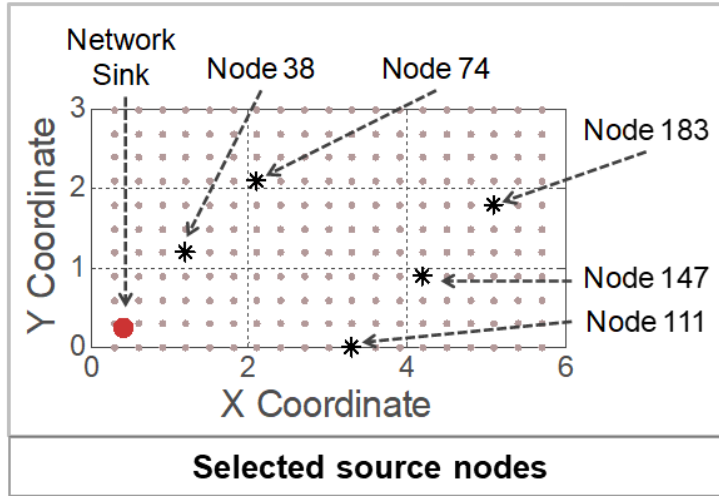 Network
Sink
Node 38
Node 74
Node 183
Node 147
Node 111
Y Coordinate
3
2
1
0
0
2
4
6
X Coordinate
Selected source nodes